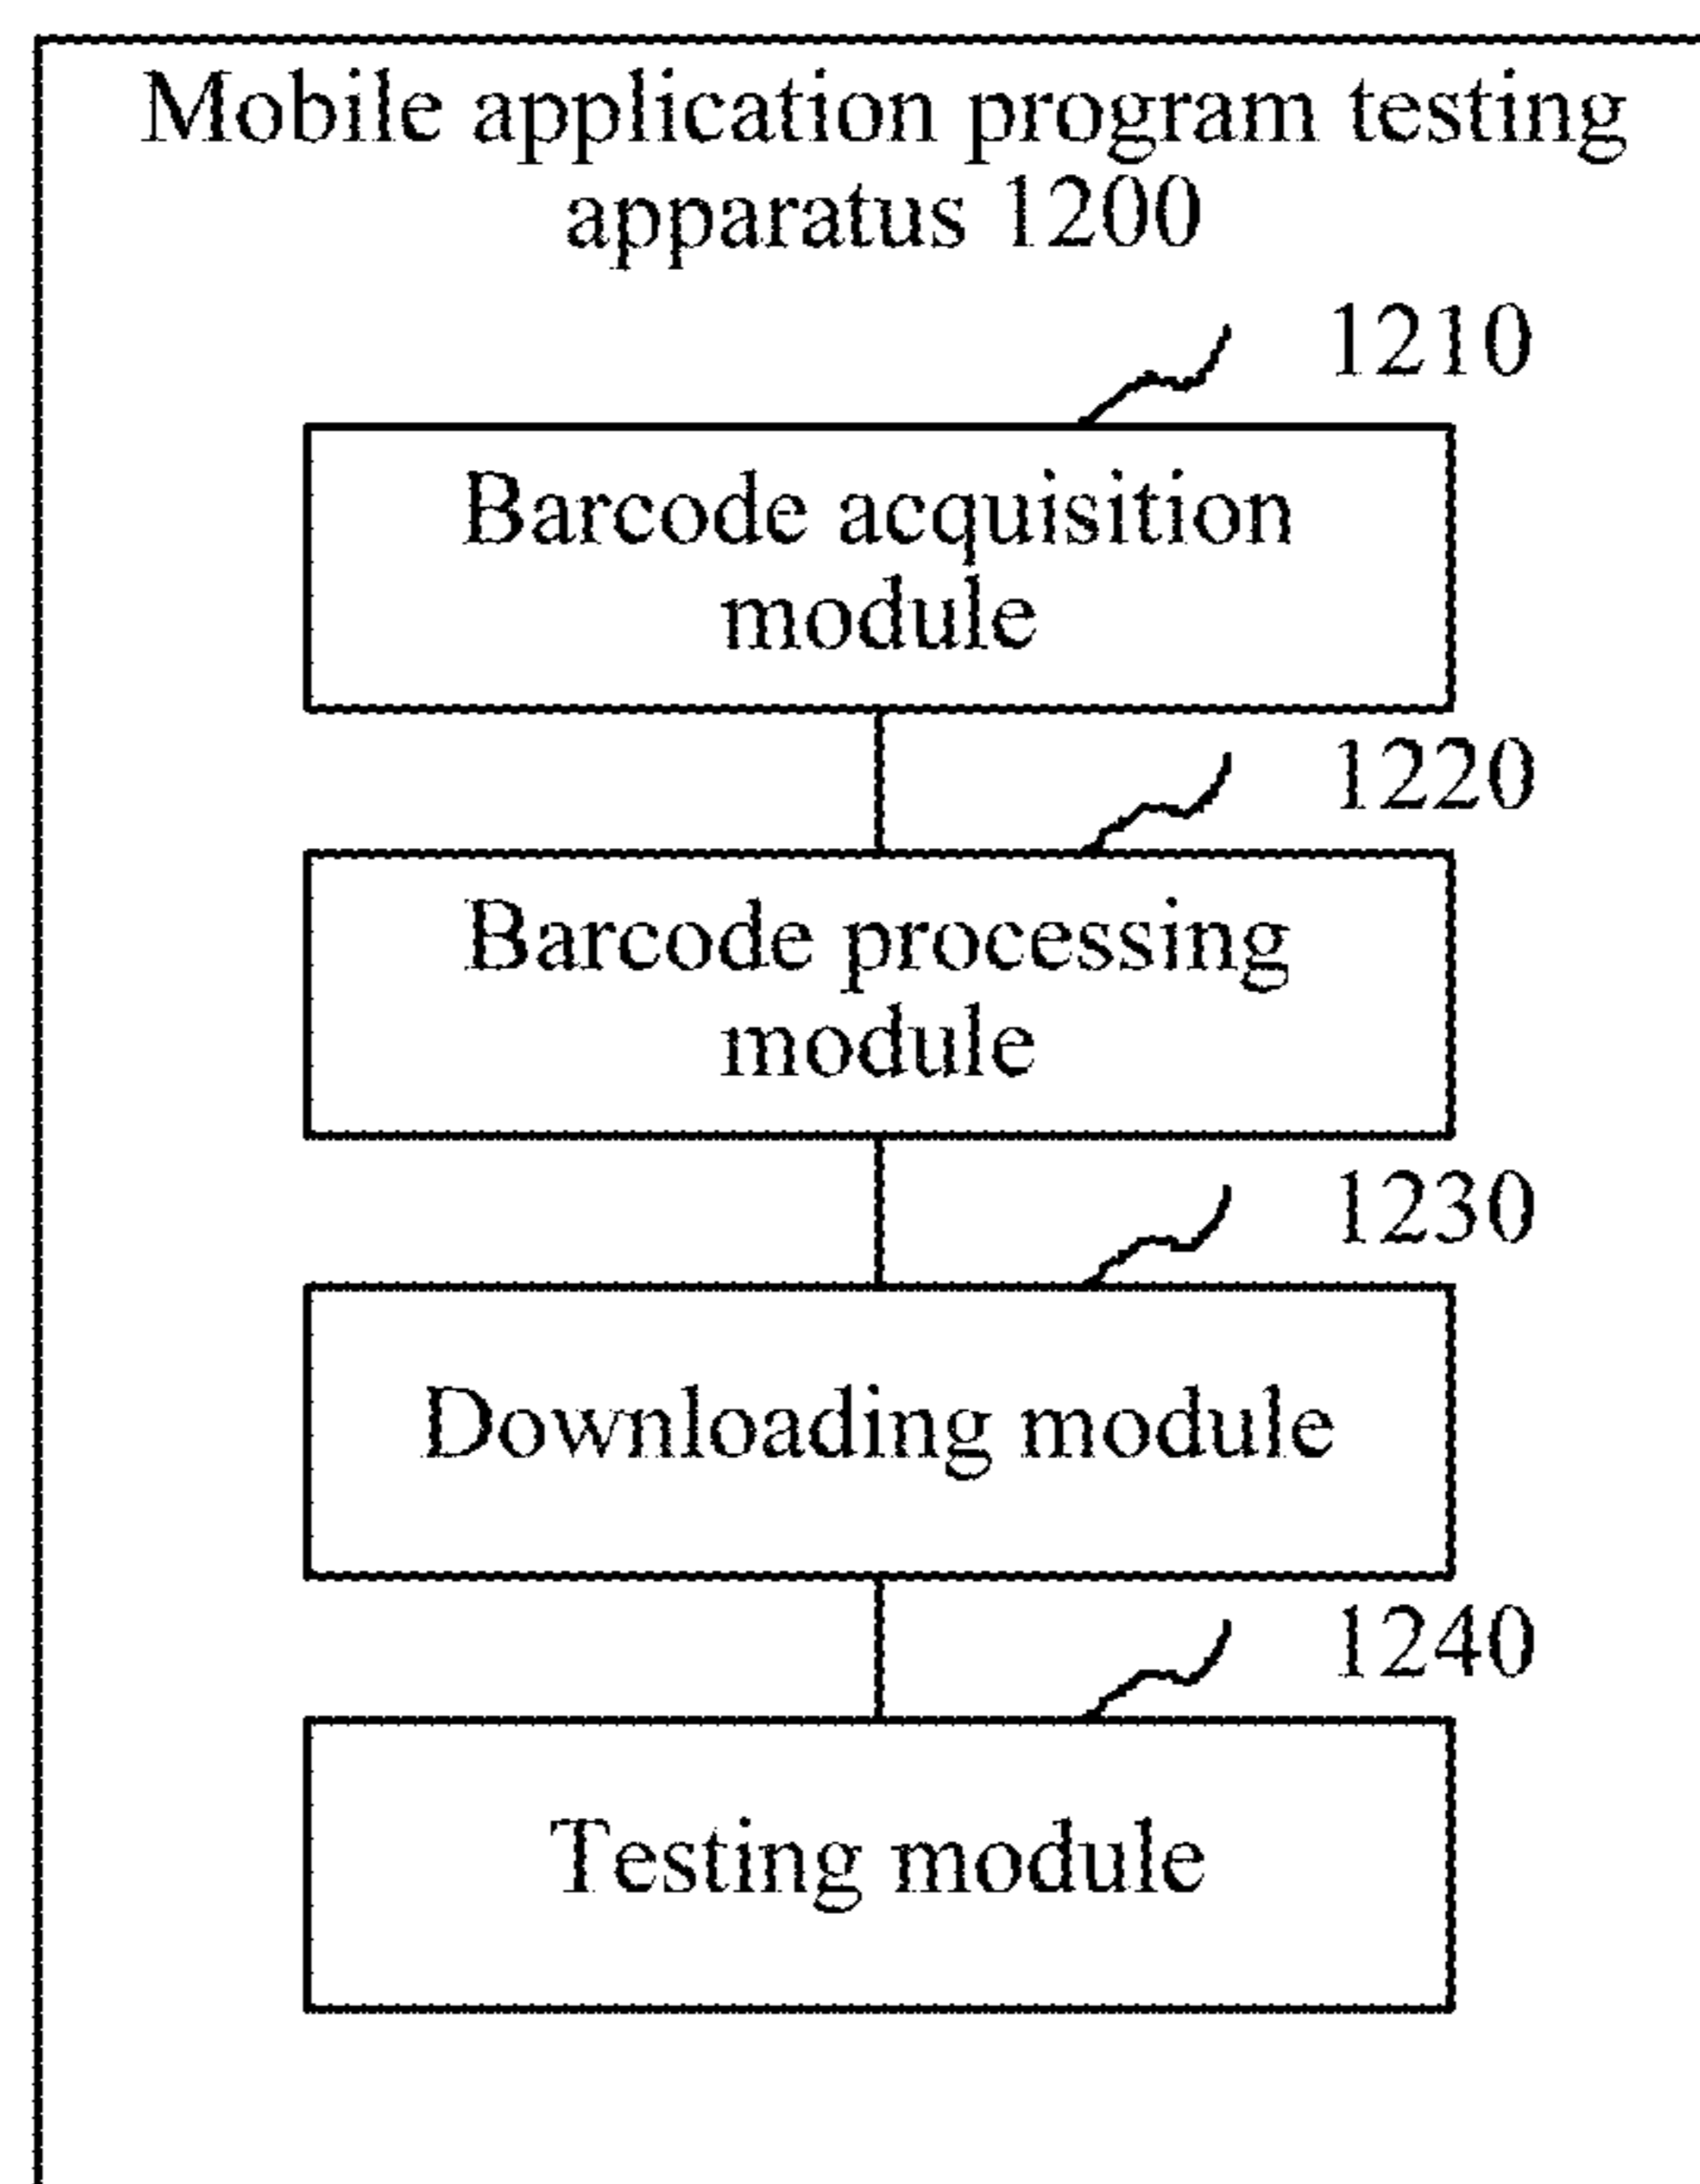 Mobile application program testing
apparatus 1200
1210
Barcode acquisition
module
1220
Barcode processing
module
1230
Downloading module
1240
Testing module